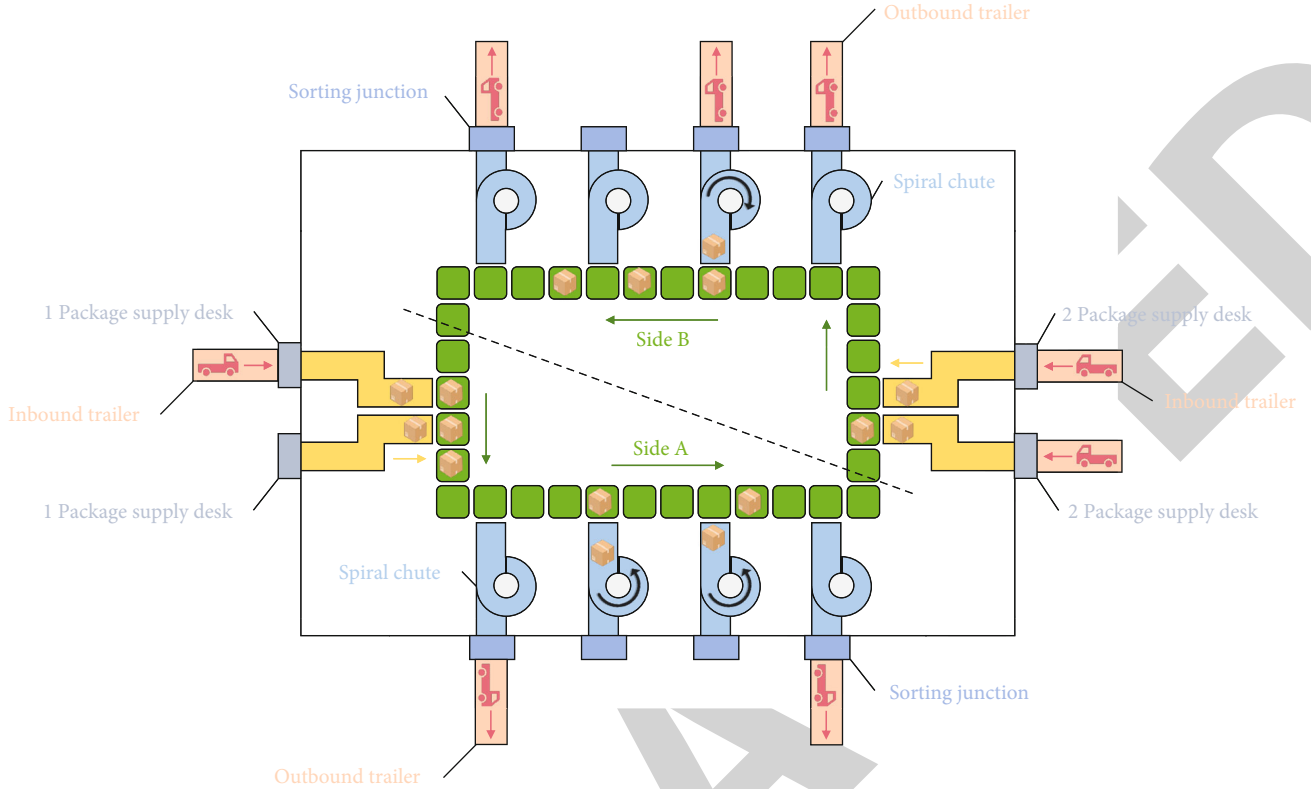 Outbound trailer
Sorting junction
Spiral chute
1 Package supply desk
2 Package supply desk
Side B
Inbound trailer
Inbound trailer
Side A
1 Package supply desk
2 Package supply desk
Spiral chute
Sorting junction
Outbound trailer